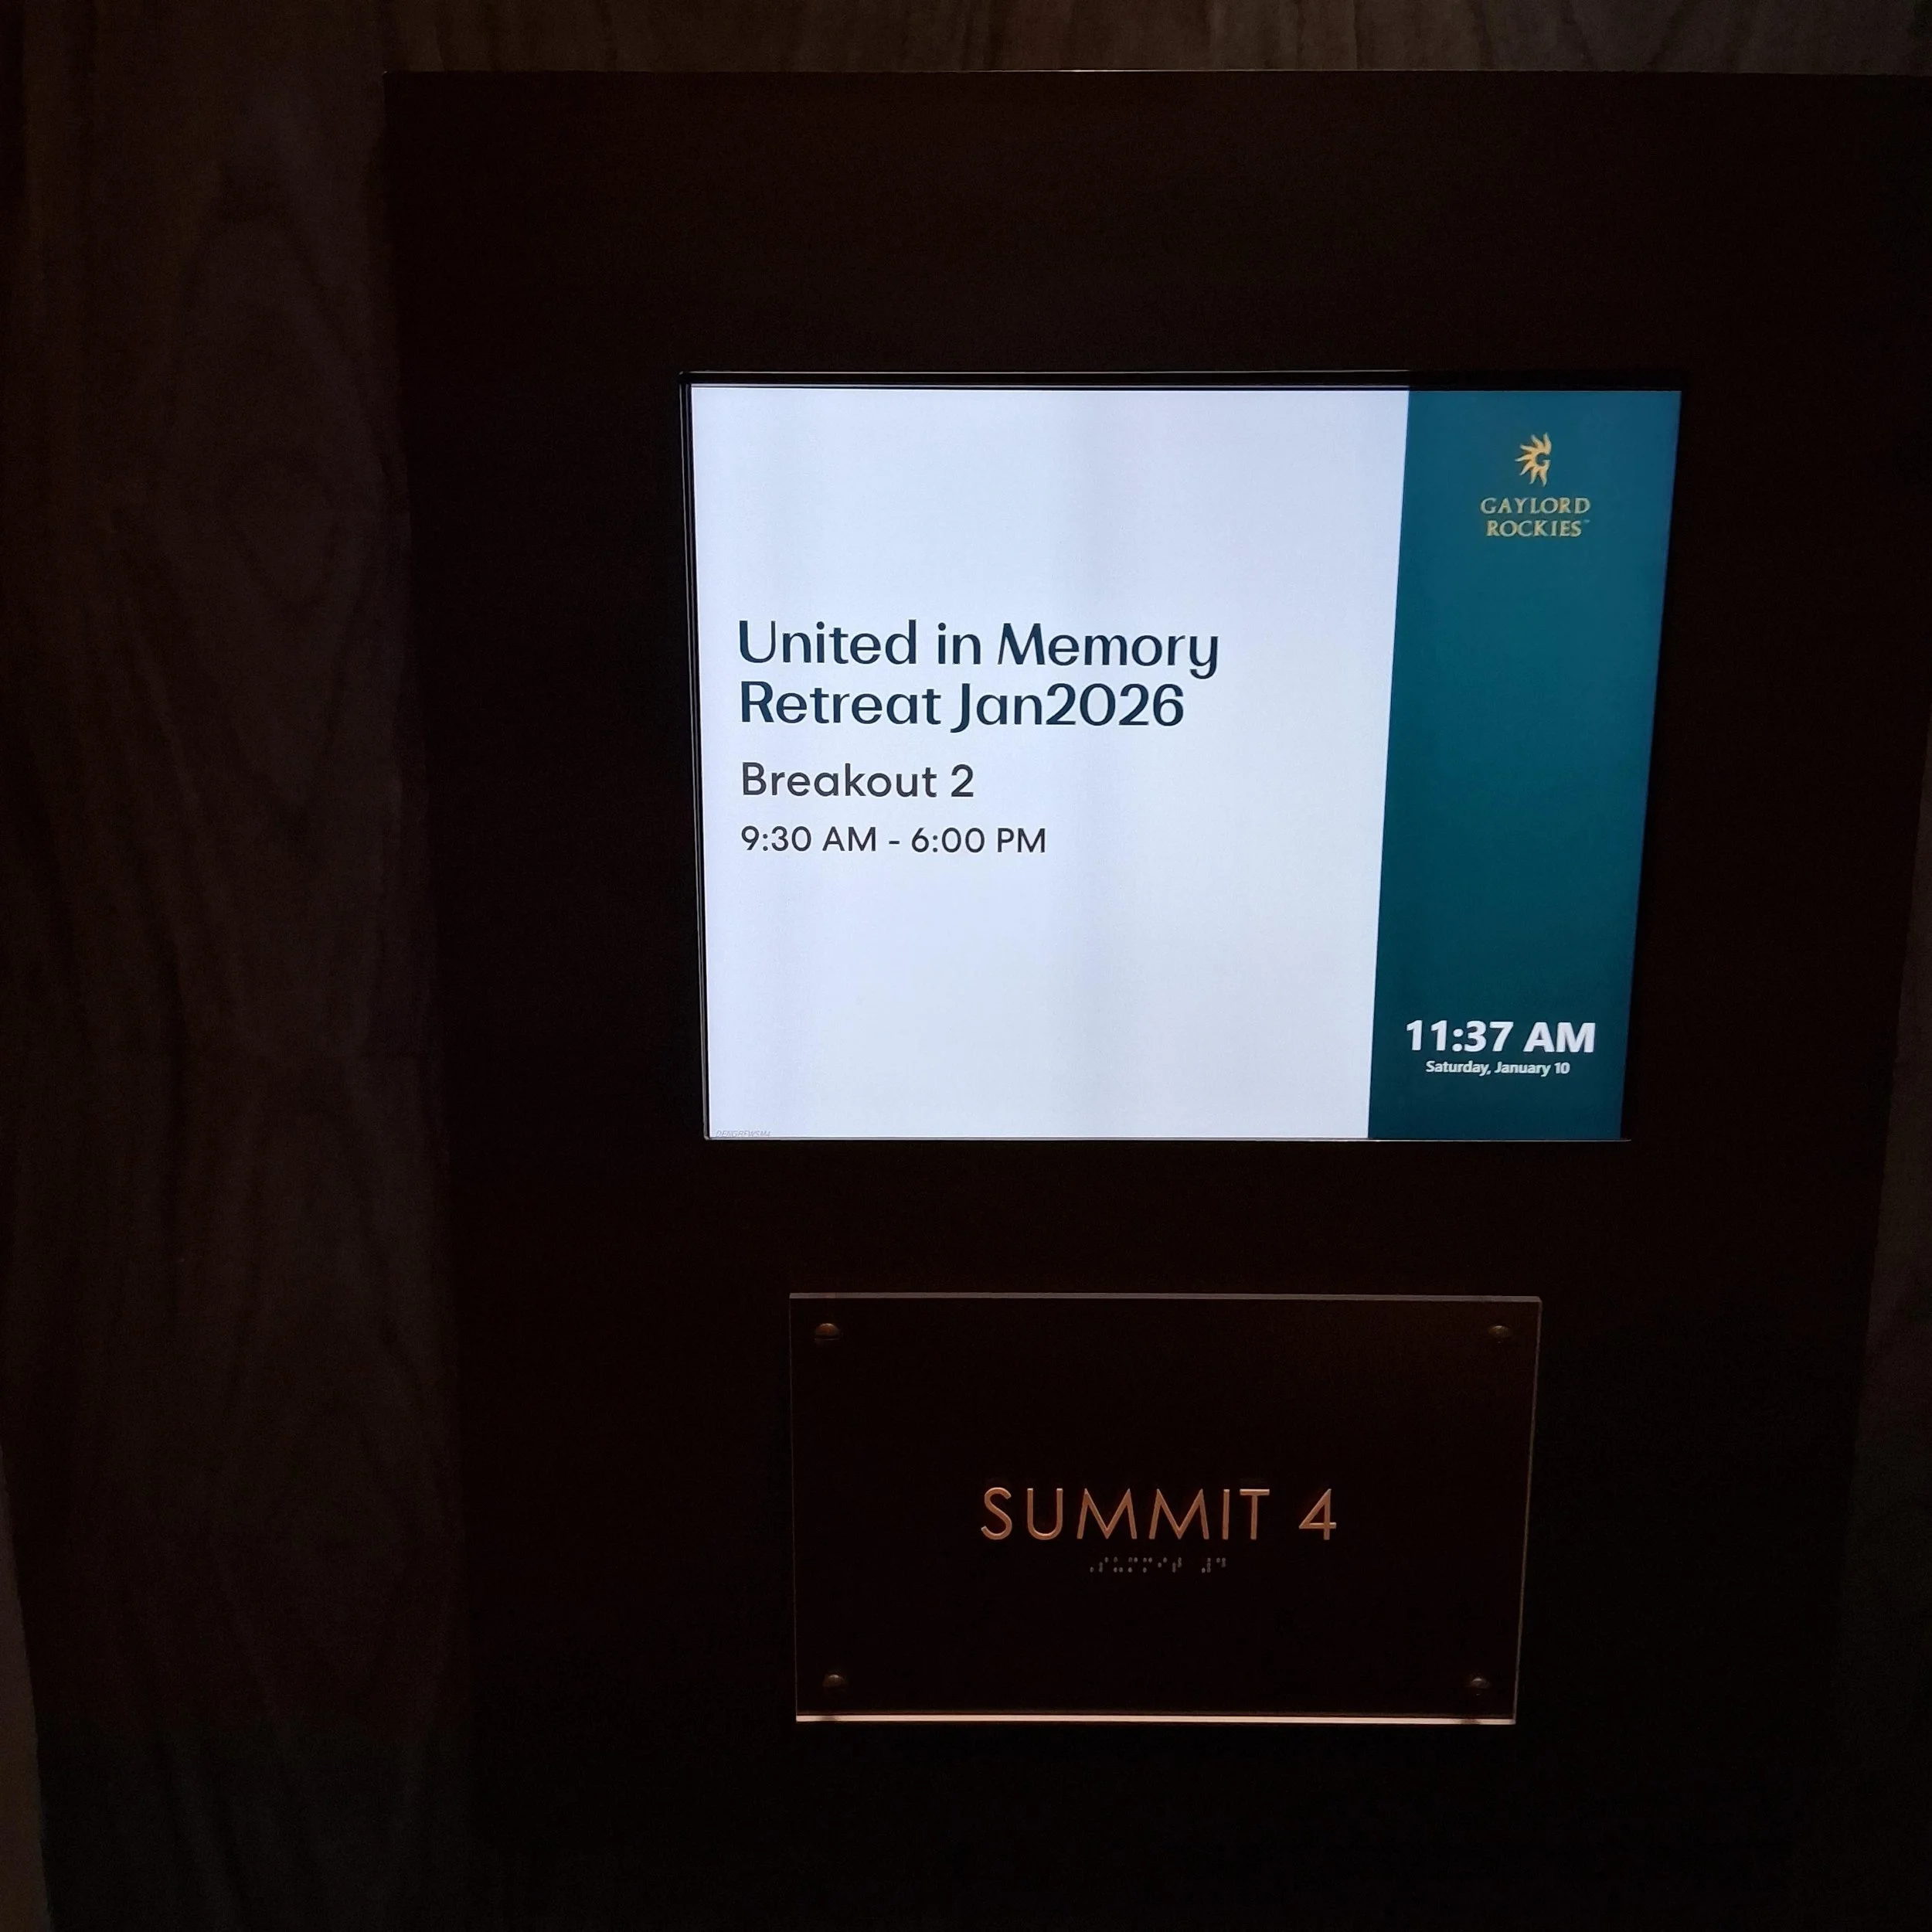 GAYLORD
ROCKIES
United in Memory
Retreat Jan2026
Breakout 2
9:30 AM - 6:00 PM
11:37 AM
Saturday, January 10
SUMMIT 4